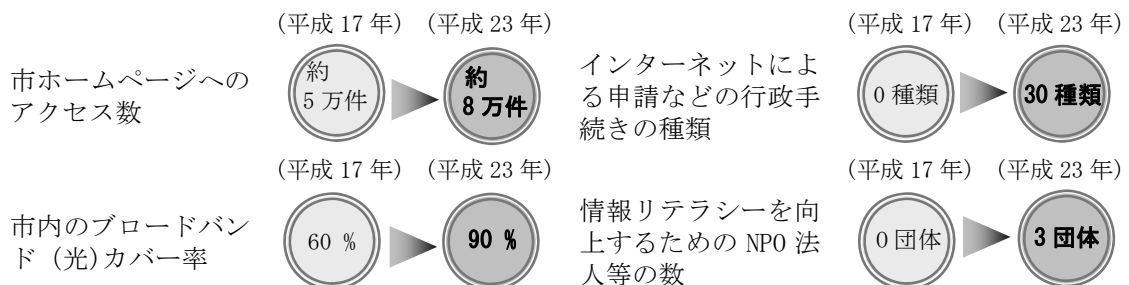 (平成 17 年) (平成 23 年)
市ホームページへの
アクセス数
約
5 万件
約
8 万件
(平成 17 年) (平成 23 年)
インターネットによ
る申請などの行政手
続きの種類
0 種類
30 種類
(平成 17 年) (平成 23 年)
市内のブロードバン
ド (光)カバー率
60 %
90 %
(平成 17 年) (平成 23 年)
情報リテラシーを向
上するための NPO 法
人等の数
0 団体
3 団体